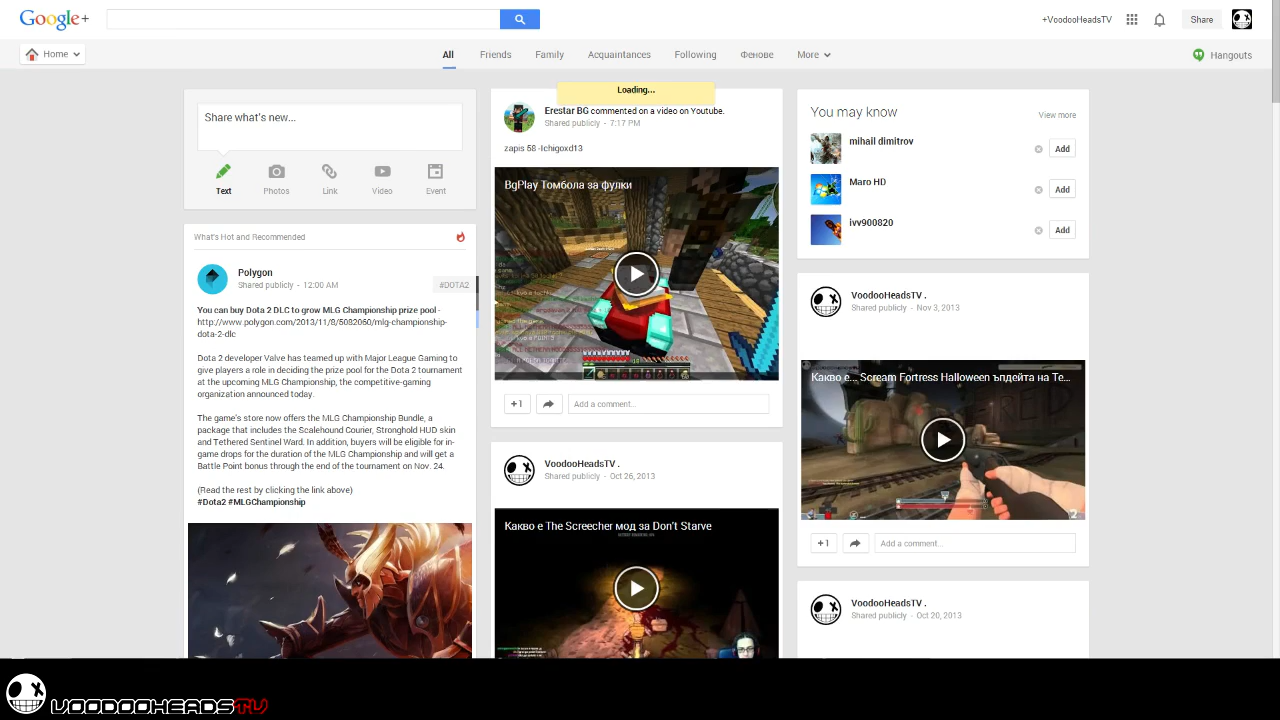 Google+
+VoodooHeadsTV
Share
Home
All
Friends
Family
Acquaintances
Following
Фенове
More
Hangouts
Share what's new...
Text
Photos
Link
Video
Event
What's Hot and Recommended
Polygon
Shared publicly - 12:00 AM
#DOTA2
You can buy Dota 2 DLC to grow MLG Championship prize pool -
http://www.polygon.com/2013/11/8/5082060/mlg-championship-
dota-2-dlc
Dota 2 developer Valve has teamed up with Major League Gaming to
give players a role in deciding the prize pool for the Dota 2 tournament
at the upcoming MLG Championship, the competitive-gaming
organization announced today.
The game's store now offers the MLG Championship Bundle, a
package that includes the Scalehound Courier, Stronghold HUD skin
and Tethered Sentinel Ward. In addition, buyers will be eligible for in-
game drops for the duration of the MLG Championship and will get a
Battle Point bonus through the end of the tournament on Nov. 24.
(Read the rest by clicking the link above)
#Dota2 #MLGChampionship
Loading...
Erestar BG commented on a video on Youtube.
Shared publicly - 7:17 PM
zapis 58 -Ichigoxd13
BgPlay Томбола за фулки
+1
Add a comment...
VoodooHeadsTV .
Shared publicly - Oct 26, 2013
Какво е The Screecher мод за Don't Starve
You may know
View more
mihail dimitrov
Add
Maro HD
Add
ivv900820
Add
VoodooHeadsTV .
Shared publicly - Nov 3, 2013
Какво е... Scream Fortress Halloween ъпдейта на Te...
+1
Add a comment...
VoodooHeadsTV .
Shared publicly - Oct 20, 2013
VOODOOHEADSTV